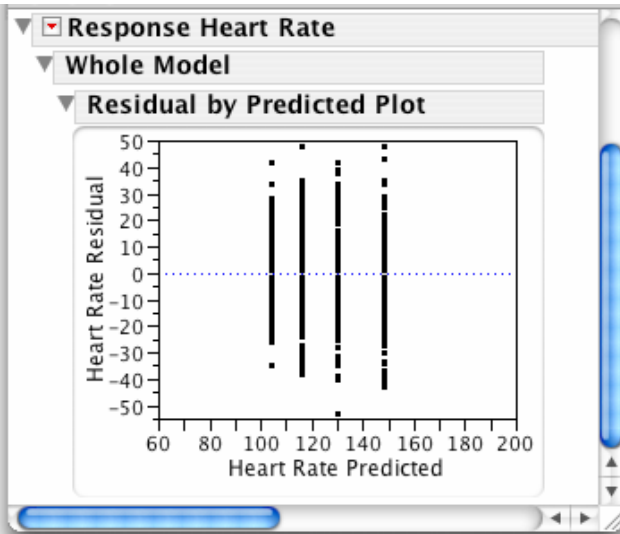 Response Heart Rate
Whole Model
Residual by Predicted Plot
50
40
30
20
10
0
-10
-20
-30
-40
-50
Heart Rate Residual
60 80 100 120 140 160 180 200
Heart Rate Predicted